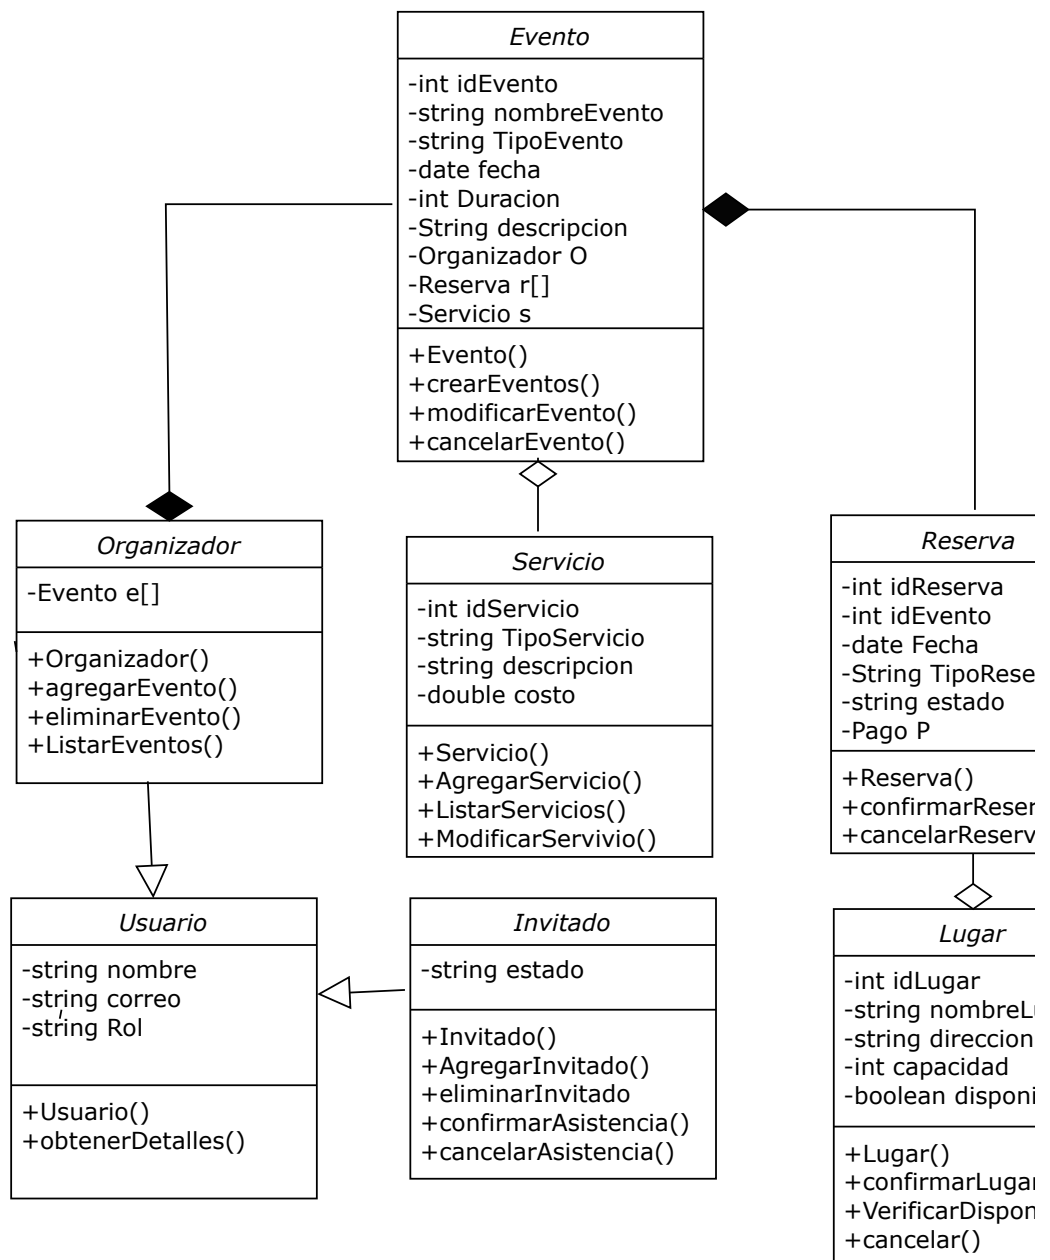 Evento
-int idEvento
-string nombreEvento
-string TipoEvento
-date fecha
-int Duracion
-String descripcion
-Organizador O
-Reserva r[]
-Servicio s
+Evento()
+crearEventos()
+modificarEvento()
+cancelarEvento()
Organizador
-Evento e[]
+Organizador()
+agregarEvento()
+eliminarEvento()
+ListarEventos()
Servicio
-int idServicio
-string TipoServicio
-string descripcion
-double costo
+Servicio()
+AgregarServicio()
+ListarServicios()
+ModificarServivio()
Reserva
-int idReserva
-int idEvento
-date Fecha
-String
-string estado
-Pago P
+Reserva()
Usuario
-string nombre
-string correo
-string Rol
+Usuario()
+obtenerDetalles()
Invitado
-string estado
+Invitado()
+AgregarInvitado()
+eliminarInvitado
+confirmarAsistencia()
+cancelarAsistencia()
Lugar
-int idLugar
-string
-string direccion
-int capacidad
-boolean
+Lugar()
+cancelar()